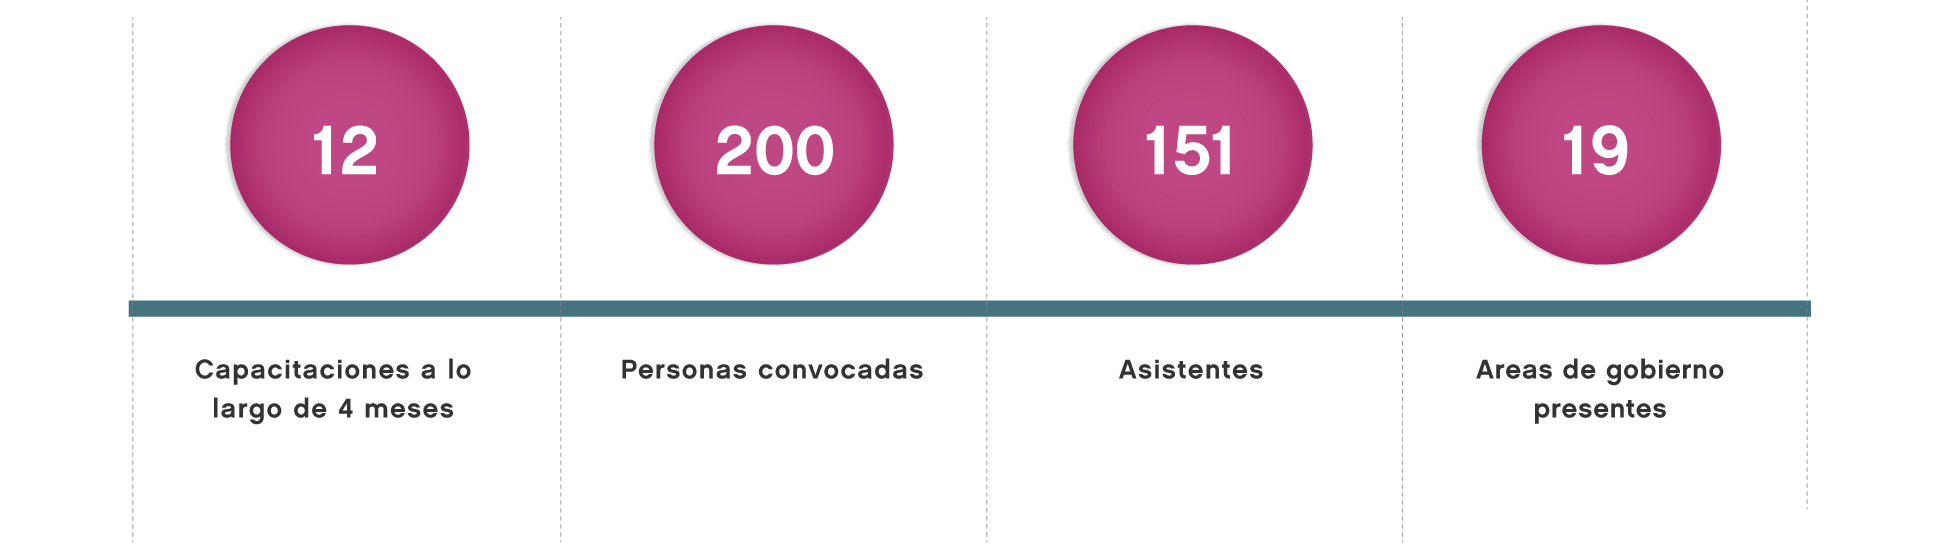 12
200
151
19
Capacitaciones a lo
largo de 4 meses
Personas convocadas
Asistentes
Areas de gobierno
presentes